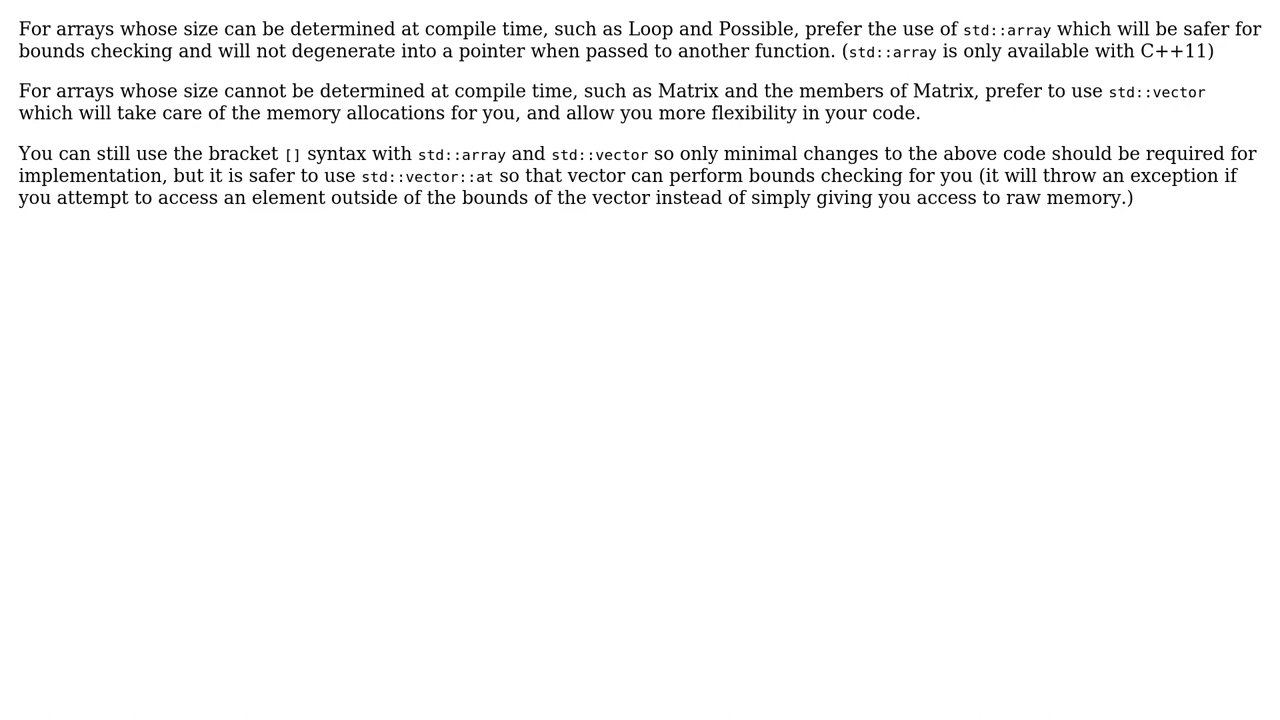 For arrays whose size can be determined at compile time, such as Loop and Possible, prefer the use of std::array which will be safer for
bounds checking and will not degenerate into a pointer when passed to another function. (std::array is only available with C++11)
For arrays whose size cannot be determined at compile time, such as Matrix and the members of Matrix, prefer to use std::vector
which will take care of the memory allocations for you, and allow you more flexibility in your code.
You can still use the bracket [] syntax with std::array and std::vector so only minimal changes to the above code should be required for
implementation, but it is safer to use std::vector::at so that vector can perform bounds checking for you (it will throw an exception if
you attempt to access an element outside of the bounds of the vector instead of simply giving you access to raw memory.)